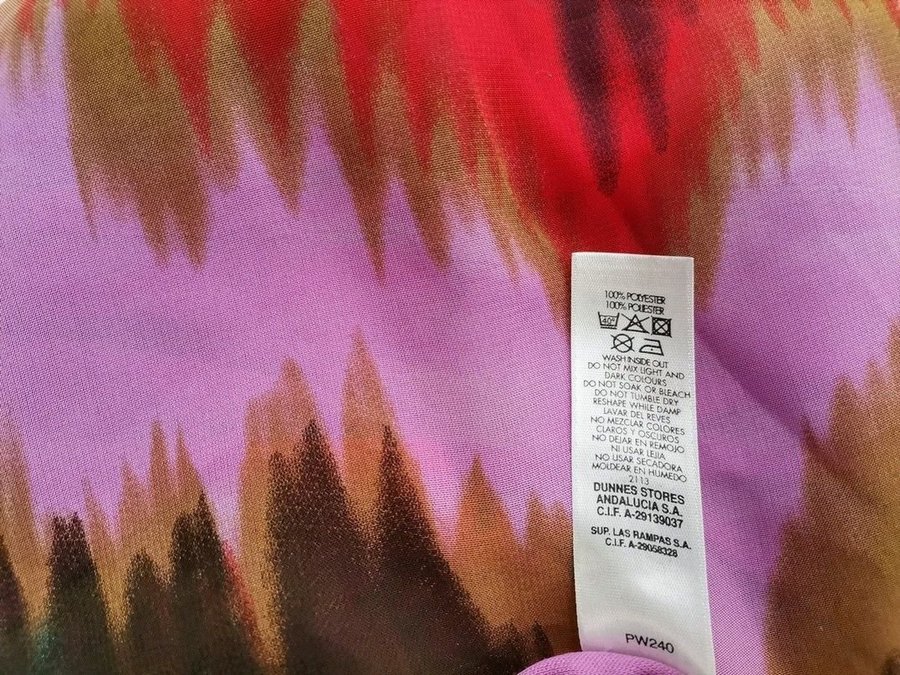 100% POLYESTER
100% POLIESTER
40°
WASH INSIDE OUT
DO NOT MIX LIGHT AND
DARK COLOURS
DO NOT SOAK OR BLEACH
DO NOT TUMBLE DRY
RESHAPE WHILE DAMP
LAVAR DEL REVES
NO MEZCLAR COLORES
CLAROS Y OSCUROS
NO DEJAR EN REMOJO
NI USAR LEJIA
NO USAR SECADORA
MOLDEAR EN HUMEDO
2113
DUNNES STORES
ANDALUCIA S.A.
C.I.F. A-29139037
SUP. LAS RAMPAS S.A.
C.I.F. A-29058328
PW240